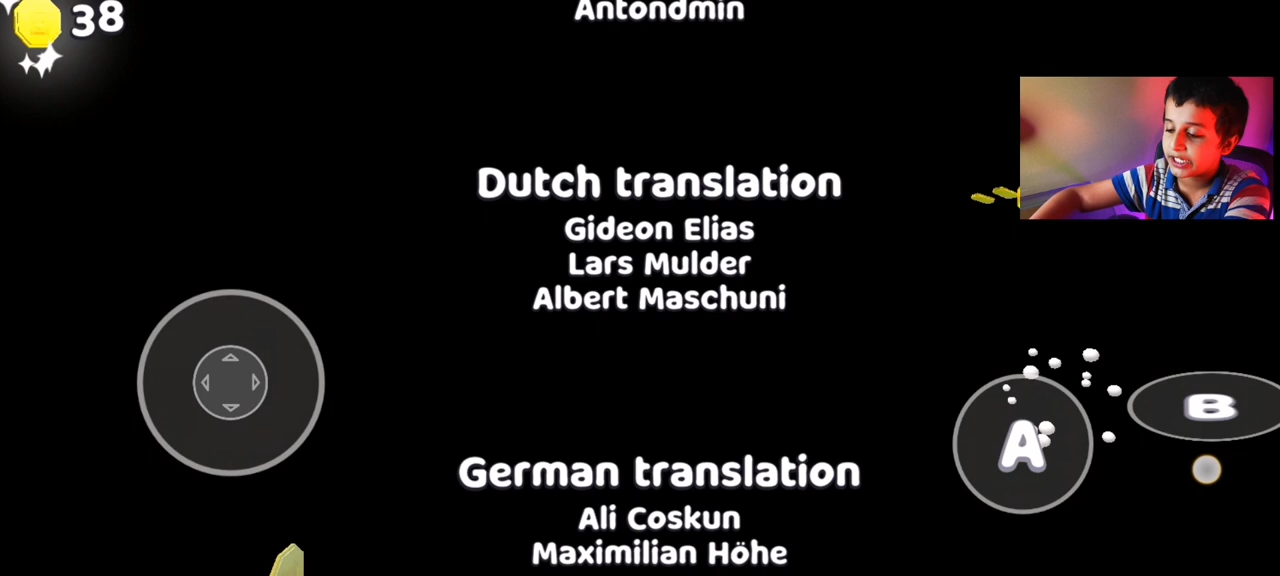 38
Antondmin
Dutch translation
Gideon Elias
Lars Mulder
Albert Maschuni
A
B
German translation
Ali Coskun
Maximilian Höhe